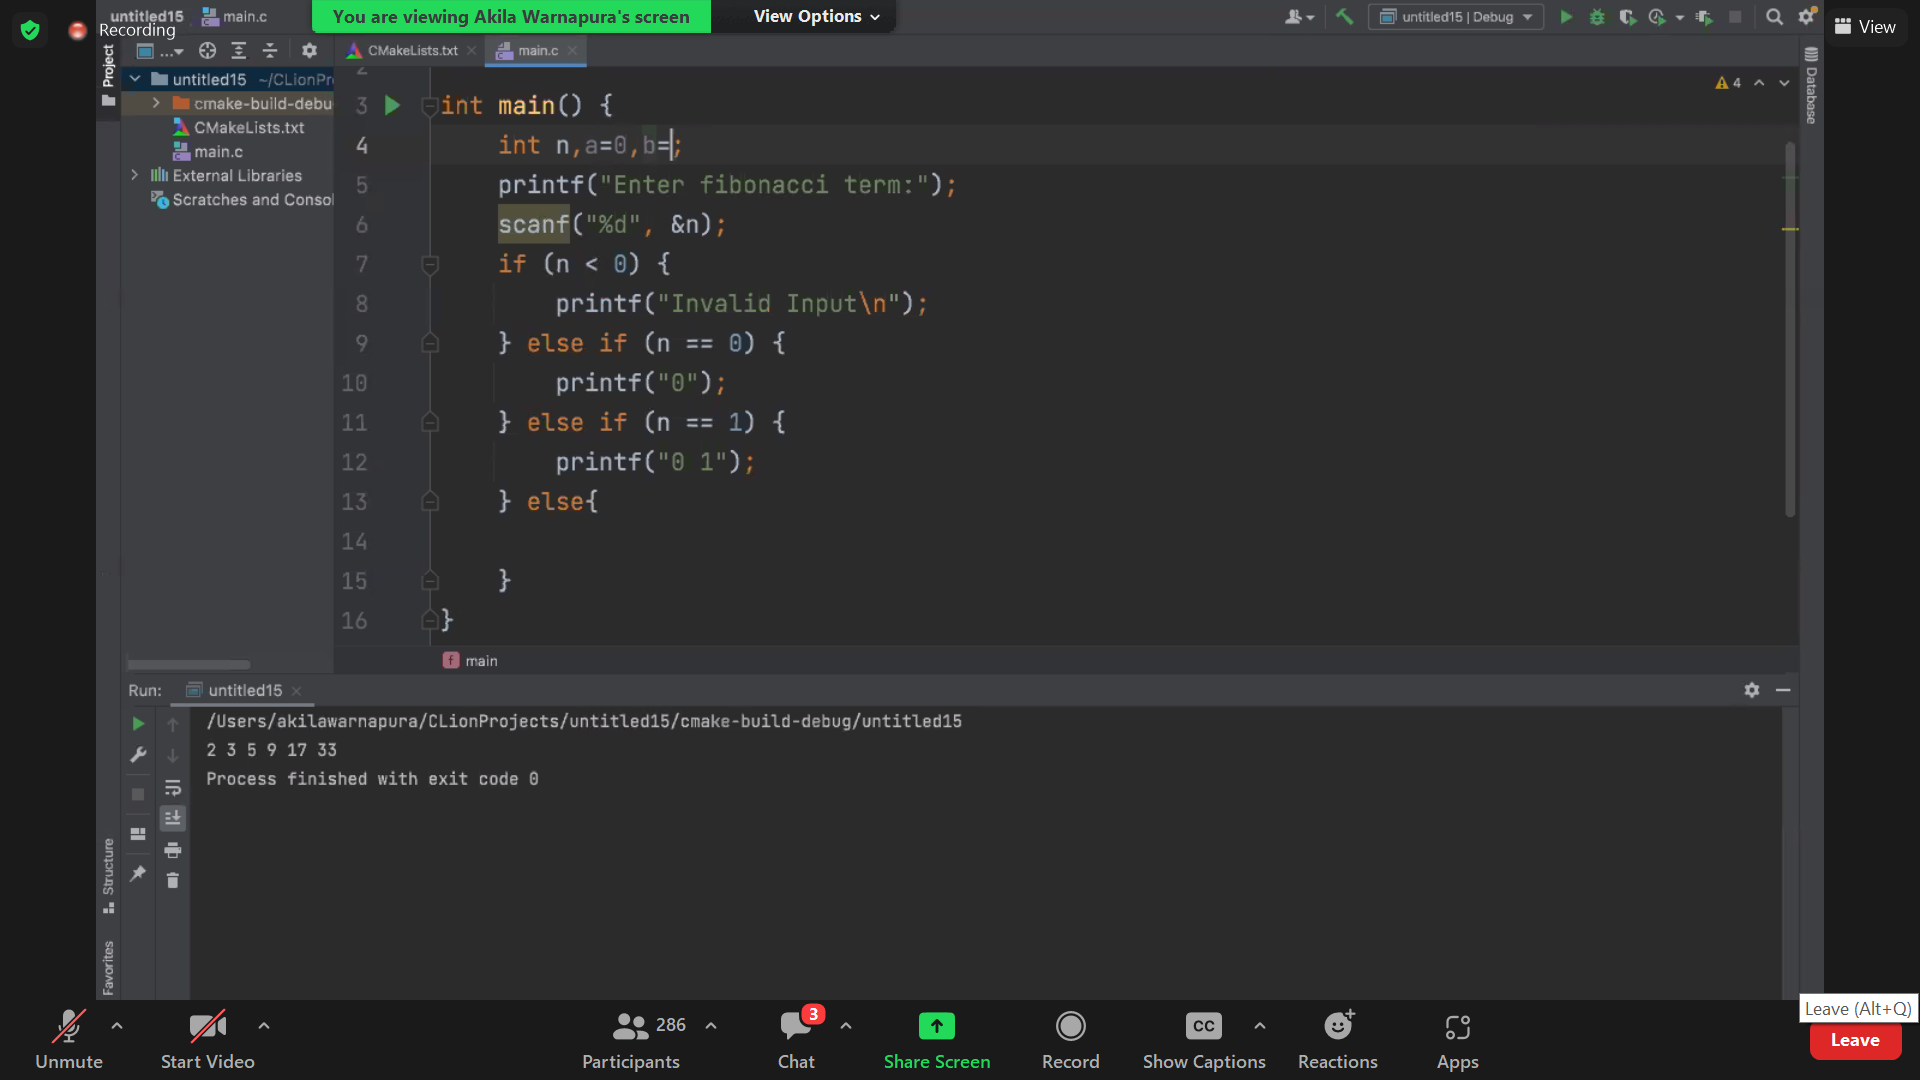 untitled15 main.c
Recording
You are viewing Akila Warnapura's screen
View Options
untitled15 | Debug
View
Project
...
CMakeLists.txt
main.c
untitled15 ~/CLionPr
cmake-build-debu
CMakeLists.txt
main.c
External Libraries
Scratches and Conso
Database
4
2
3 int main() {
4 int n,a=0,b=;
5 printf("Enter fibonacci term:");
6 scanf("%d", &n);
7 if (n < 0) {
8 printf("Invalid Input\n");
9 } else if (n == 0) {
10 printf("0");
11 } else if (n == 1) {
12 printf("0 1");
13 } else{
14
15 }
16 }
f main
Run: untitled15
/Users/akilawarnapura/CLionProjects/untitled15/cmake-build-debug/untitled15
2 3 5 9 17 33
Process finished with exit code 0
Structure
Favorites
Leave (Alt+Q)
Unmute
Start Video
286
Participants
3
Chat
Share Screen
Record
CC
Show Captions
Reactions
Apps
Leave